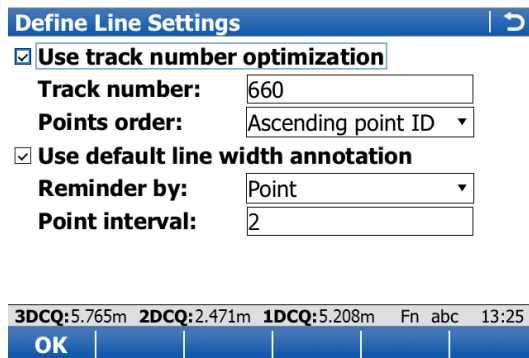 Define Line Settings
Use track number optimization
Track number: 660
Points order: Ascending point ID
Use default line width annotation
Reminder by: Point
Point interval: 2
3DCQ:5.765m 2DCQ:2.471m 1DCQ:5.208m Fn abc 13:25
OK